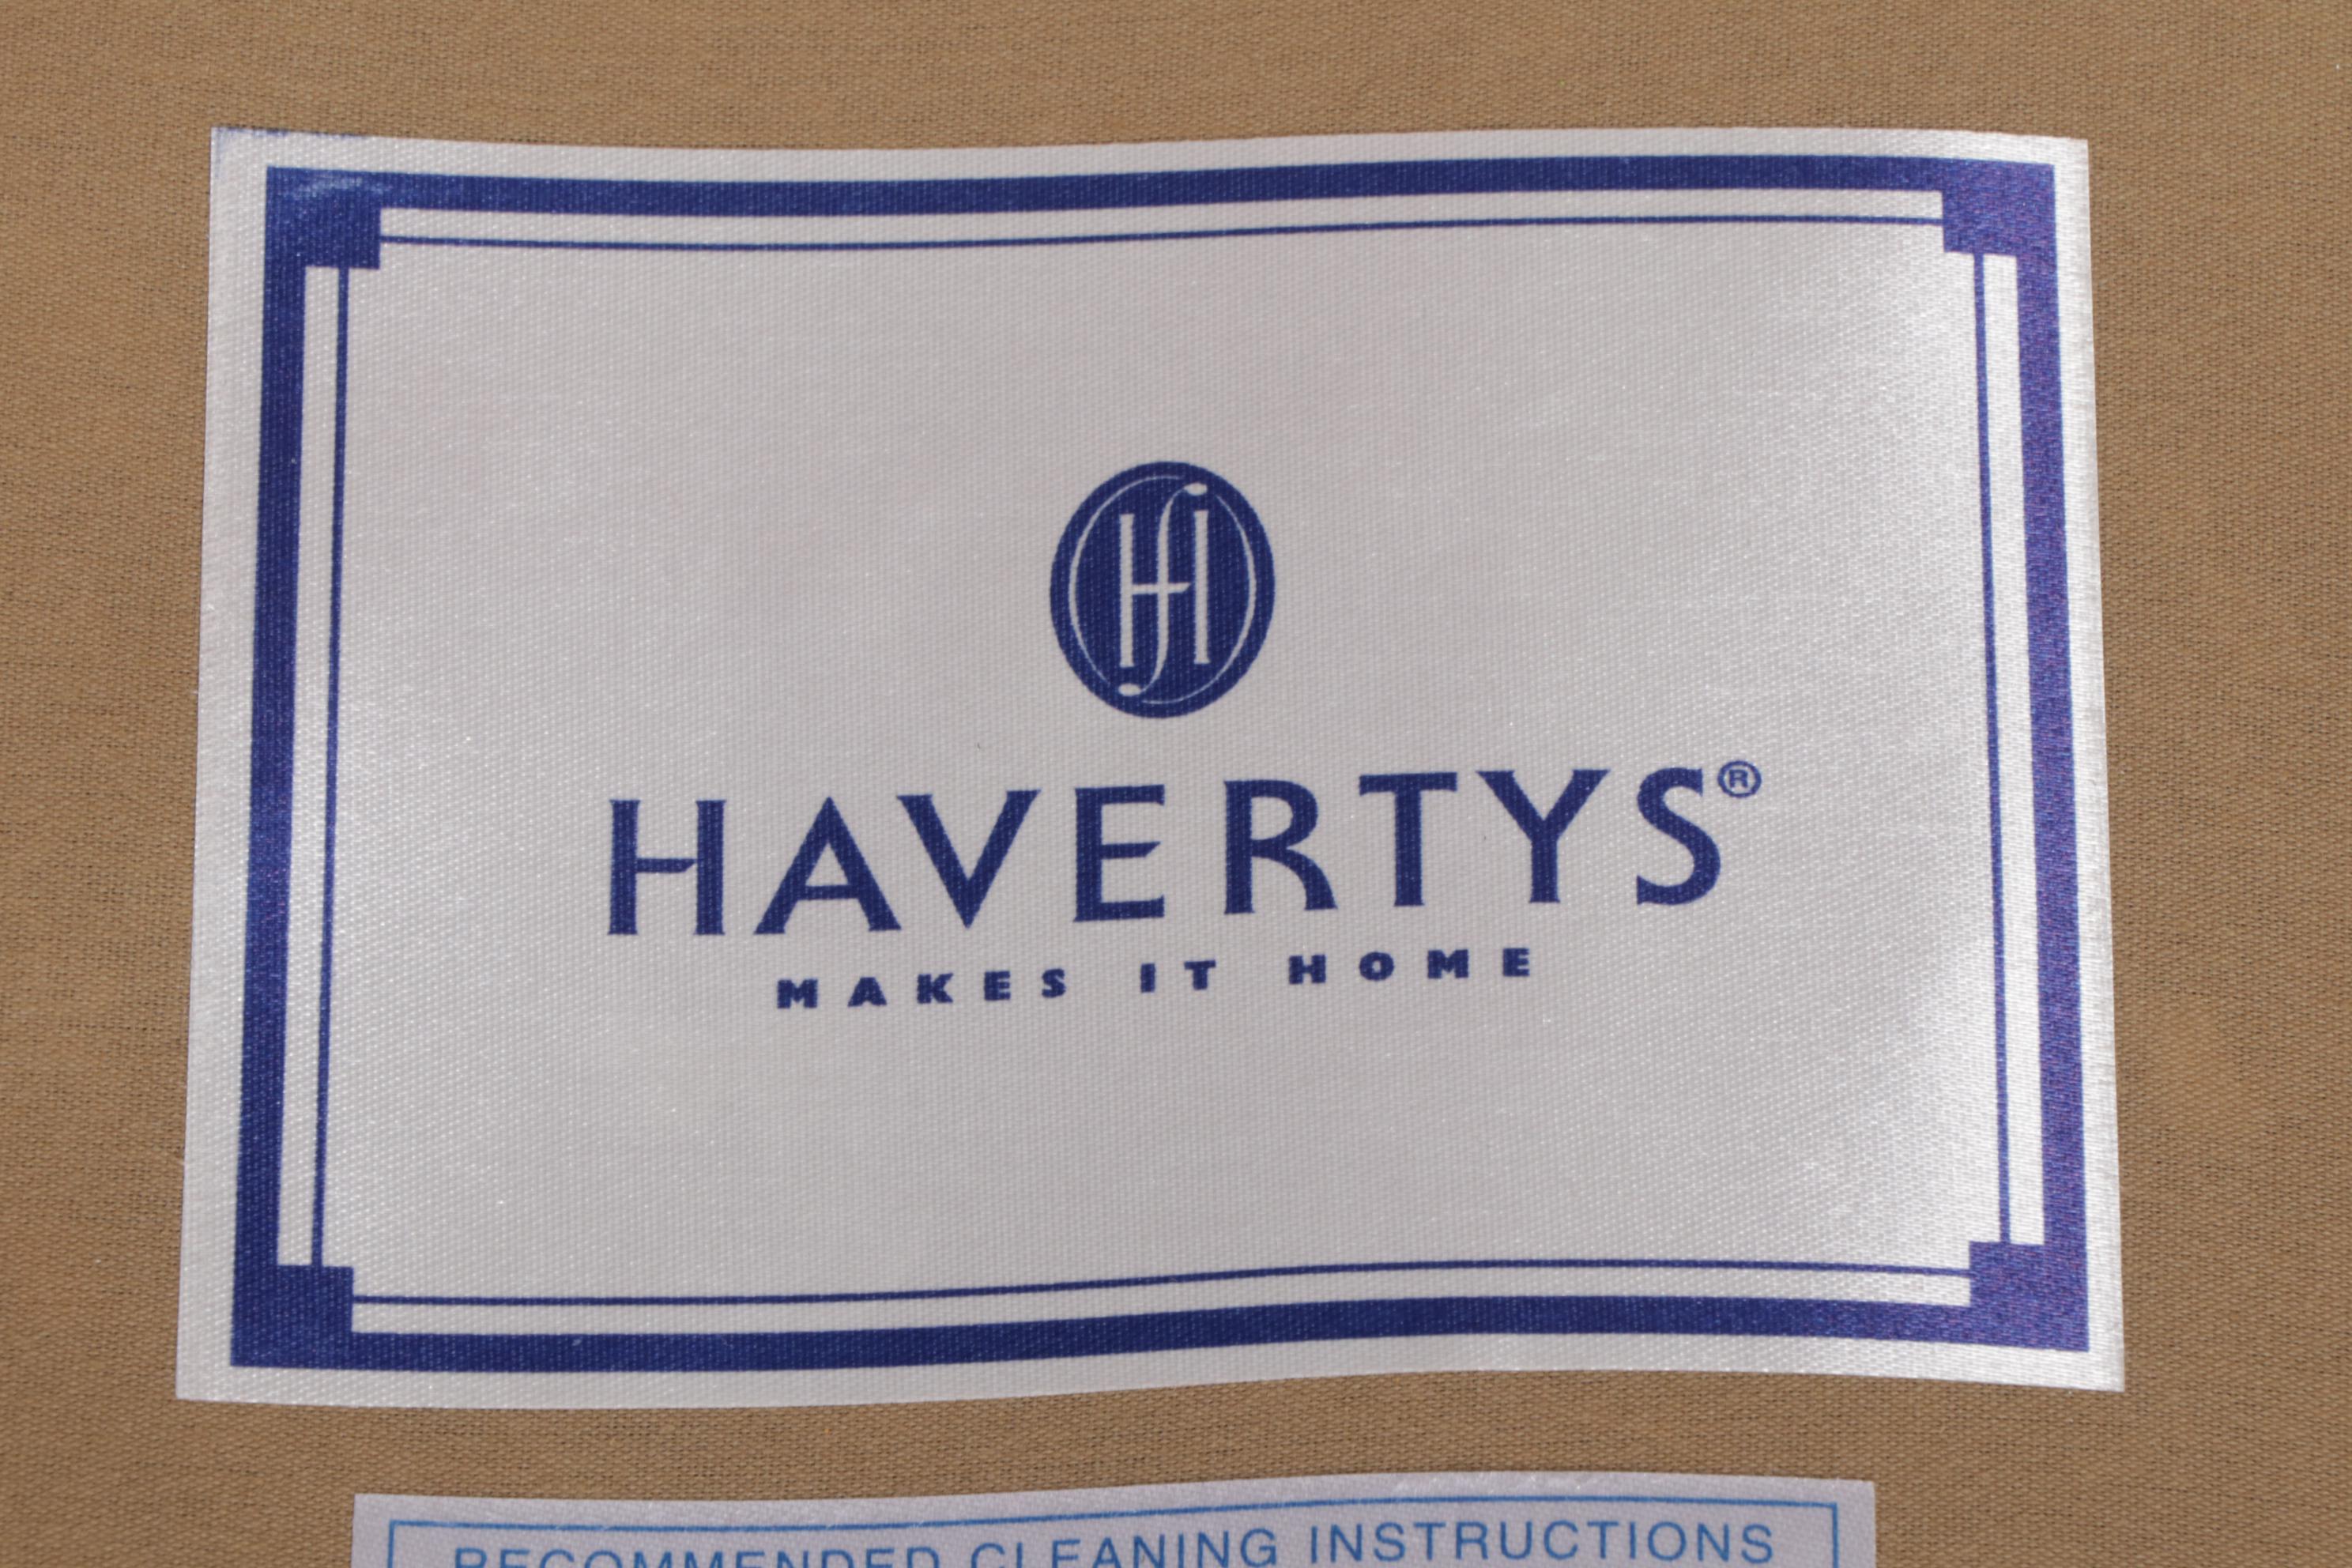 HF
HAVERTYS®
MAKES IT HOME
RECOMMENDED CLEANING INSTRUCTIONS